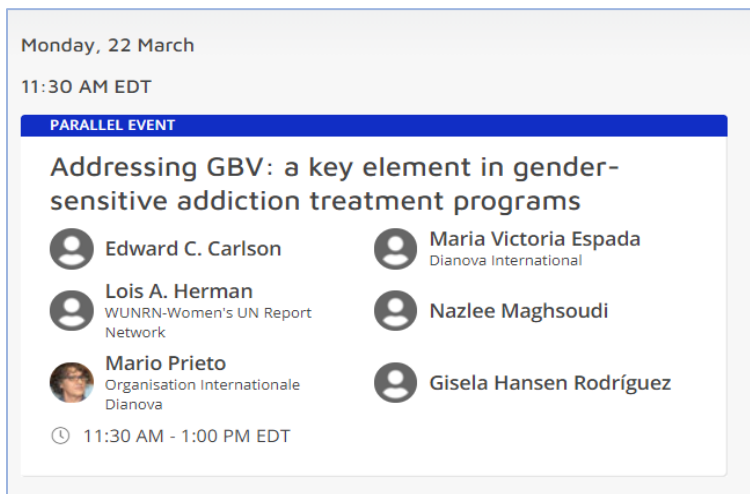 Monday, 22 March
11:30 AM EDT
PARALLEL EVENT
Addressing GBV: a key element in gender-
sensitive addiction treatment programs
Edward C. Carlson
Maria Victoria Espada
Dianova International
Lois A. Herman
WUNRN-Women's UN Report
Network
Nazlee Maghsoudi
Mario Prieto
Organisation Internationale
Dianova
Gisela Hansen Rodríguez
11:30 AM - 1:00 PM EDT